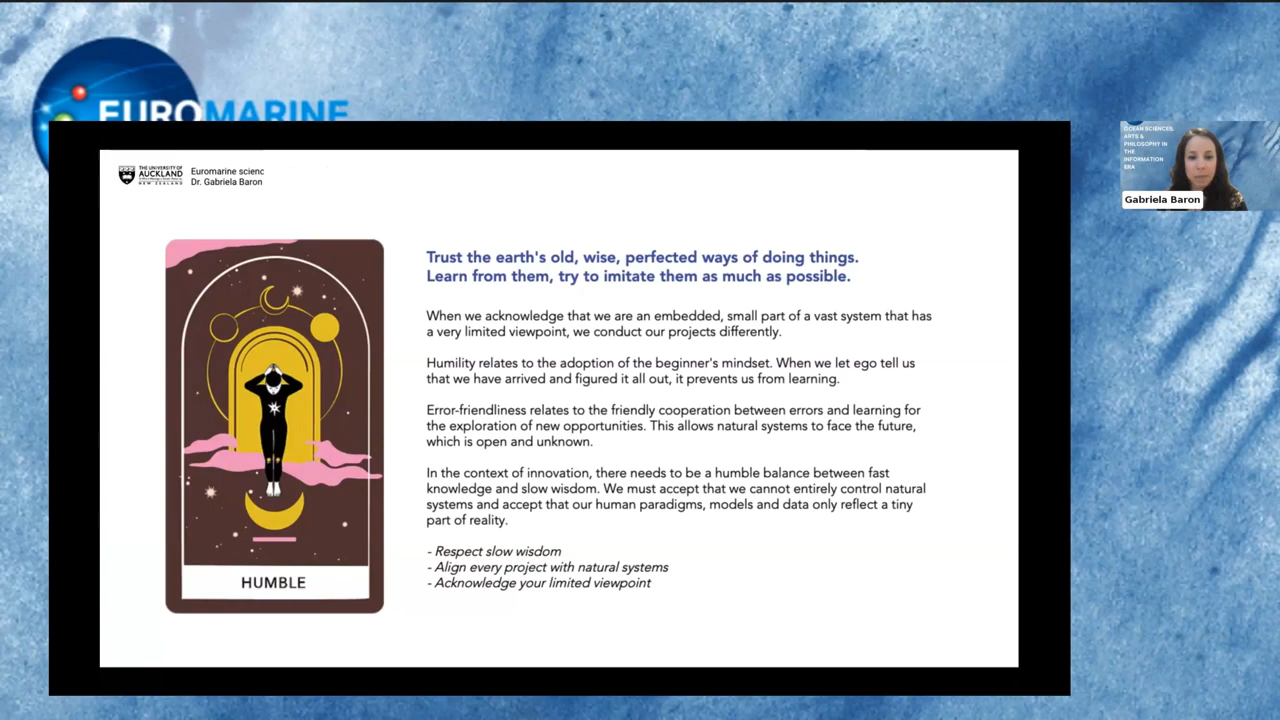 EUROMARINE
THE UNIVERSITY OF
AUCKLAND
NEW ZEALAND
Euromarine scienc
Dr. Gabriela Baron
Trust the earth's old, wise, perfected ways of doing things.
Learn from them, try to imitate them as much as possible.
When we acknowledge that we are an embedded, small part of a vast system that has
a very limited viewpoint, we conduct our projects differently.
Humility relates to the adoption of the beginner's mindset. When we let ego tell us
that we have arrived and figured it all out, it prevents us from learning.
Error-friendliness relates to the friendly cooperation between errors and learning for
the exploration of new opportunities. This allows natural systems to face the future,
which is open and unknown.
In the context of innovation, there needs to be a humble balance between fast
knowledge and slow wisdom. We must accept that we cannot entirely control natural
systems and accept that our human paradigms, models and data only reflect a tiny
part of reality.
- Respect slow wisdom
- Align every project with natural systems
- Acknowledge your limited viewpoint
HUMBLE
OCEAN SCIENCES,
ARTS &
PHILOSOPHY IN
THE
INFORMATION
ERA
Gabriela Baron